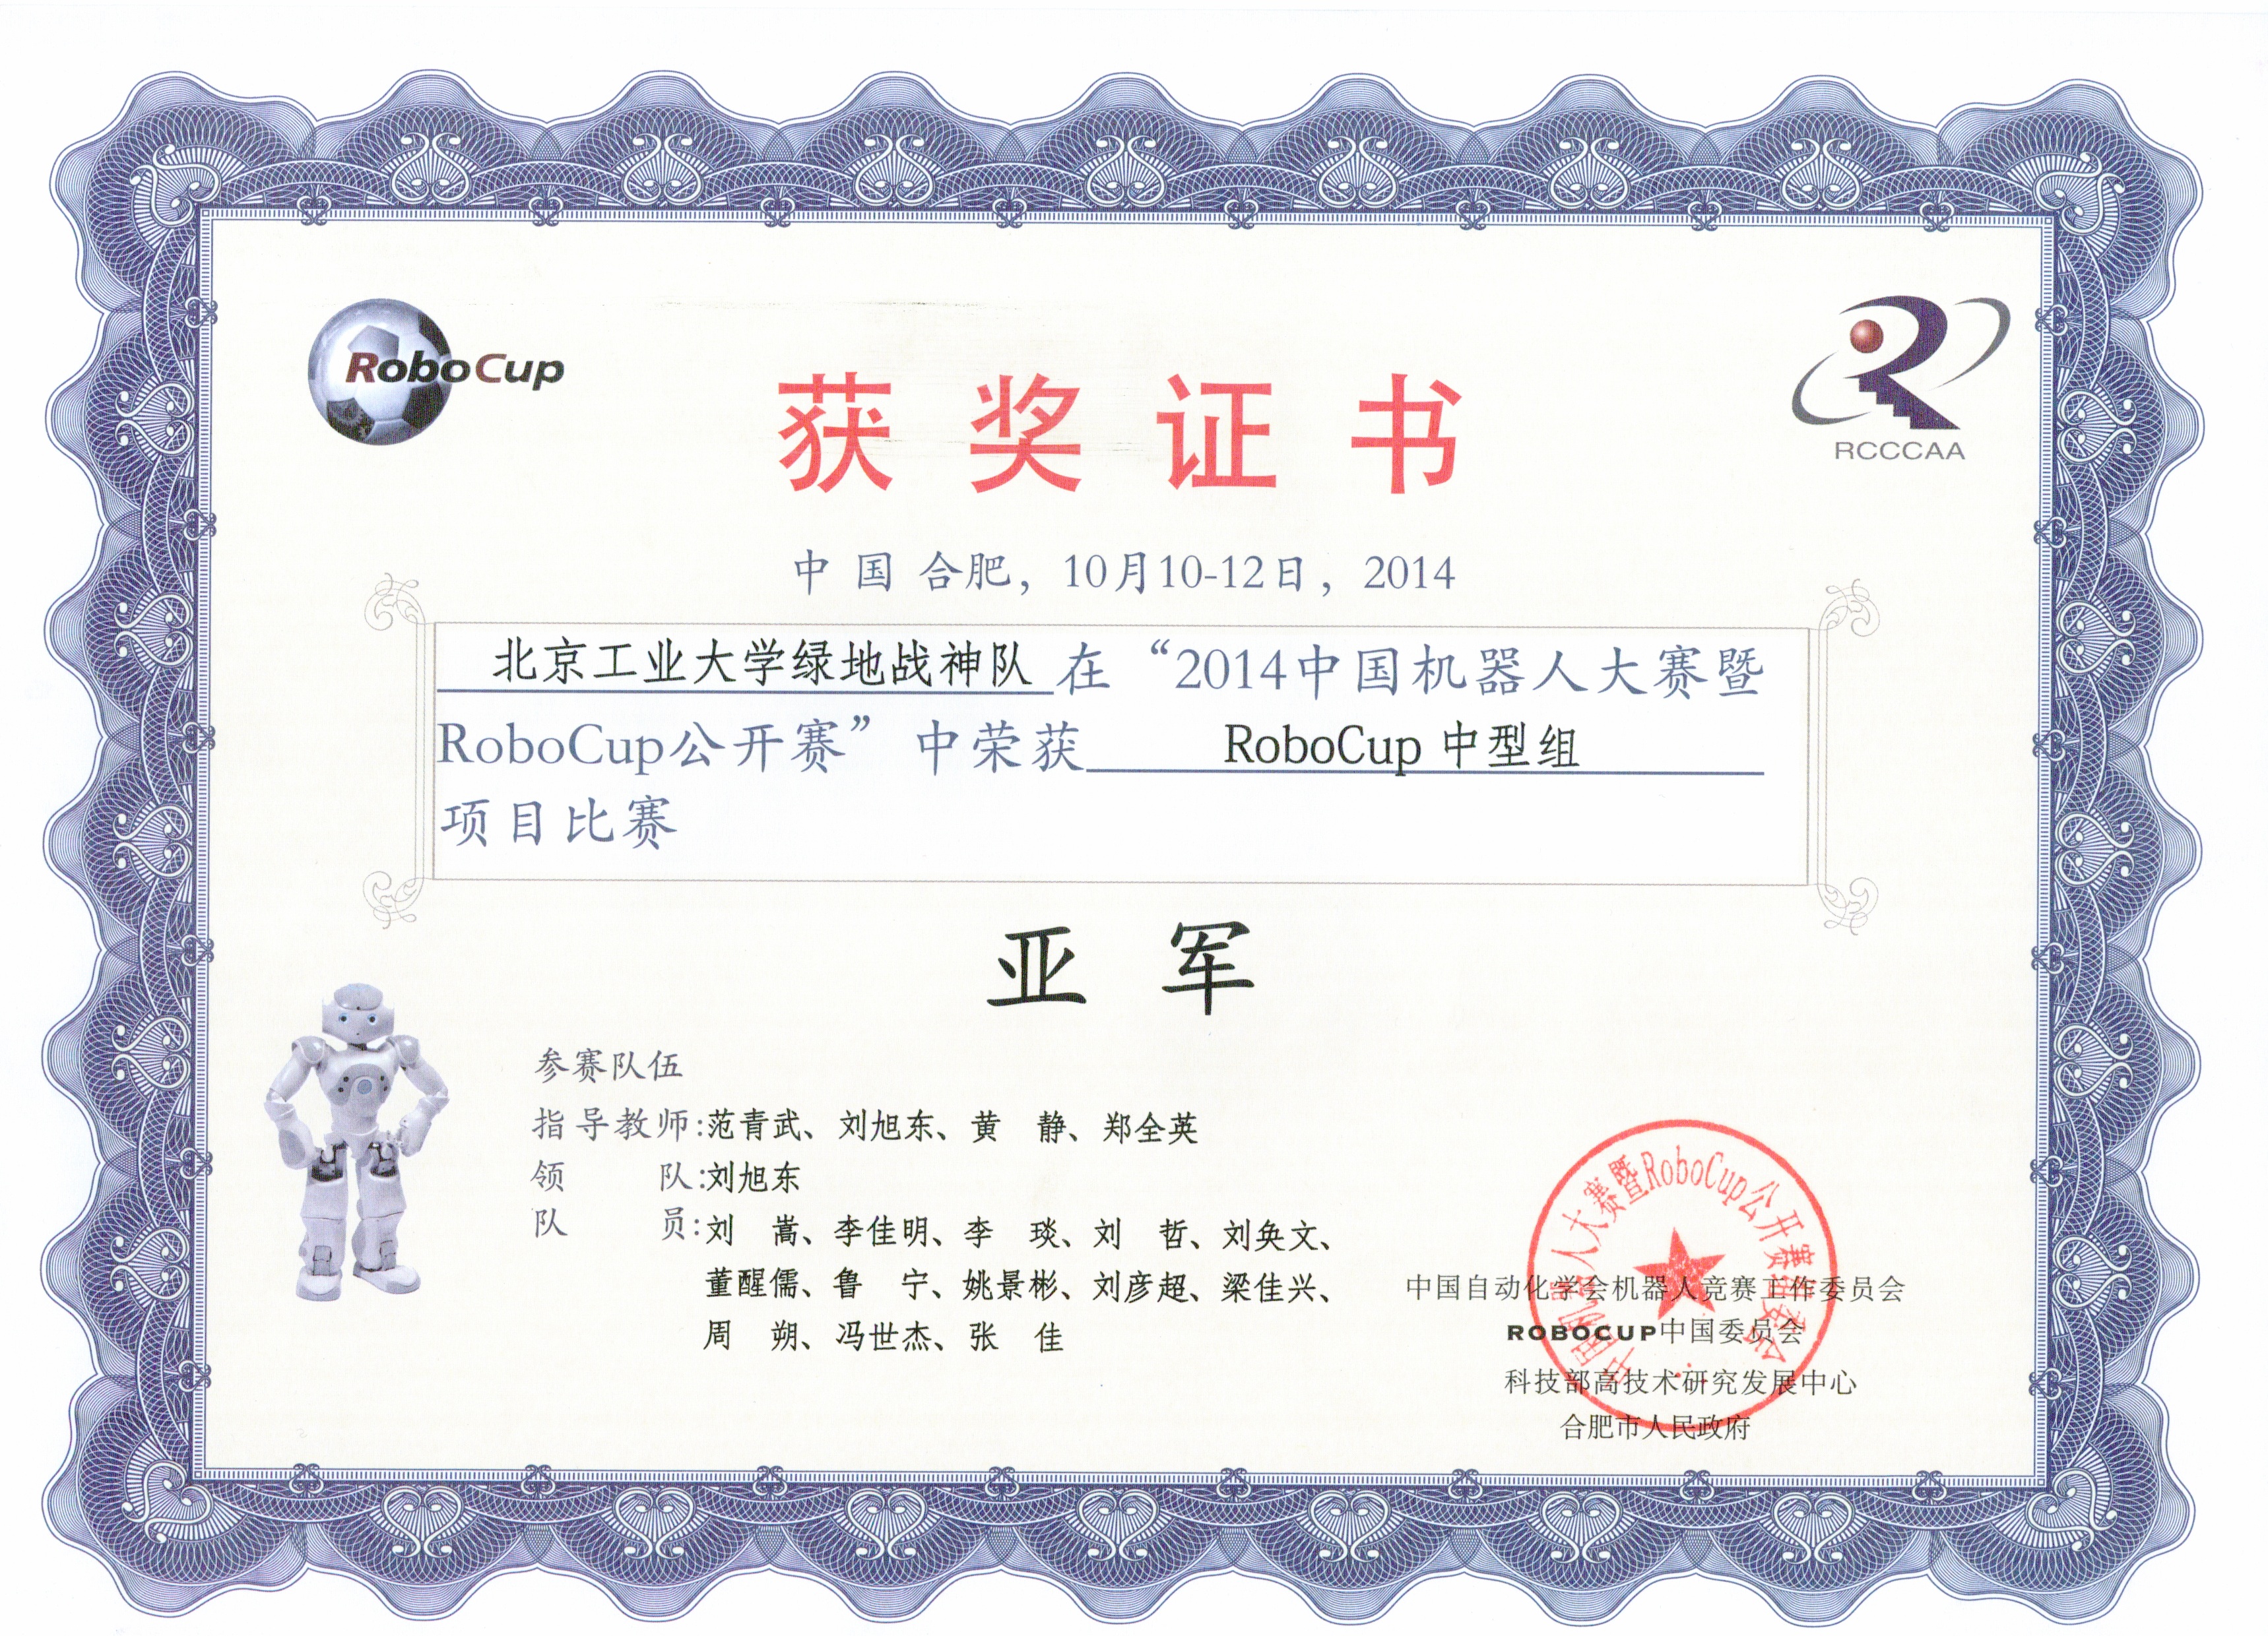 RoboCup
RCCCAA
获奖证书
中国 合肥，10月10-12日，2014
北京工业大学绿地战神队在“2014中国机器人大赛暨
RoboCup公开赛”中荣获 RoboCup 中型组
项目比赛
亚军
参赛队伍
指导教师:范青武、刘旭东、黄 静、郑全英
领 队:刘旭东
队 员:刘 嵩、李佳明、李 琰、刘 哲、刘奂文、
董醒儒、鲁 宁、姚景彬、刘彦超、梁佳兴、
周 朔、冯世杰、张 佳
中国自动化学会机器人竞赛工作委员会
ROBOCUP中国委员会
科技部高技术研究发展中心
合肥市人民政府
中国机器人大赛暨RoboCup公开赛组委会